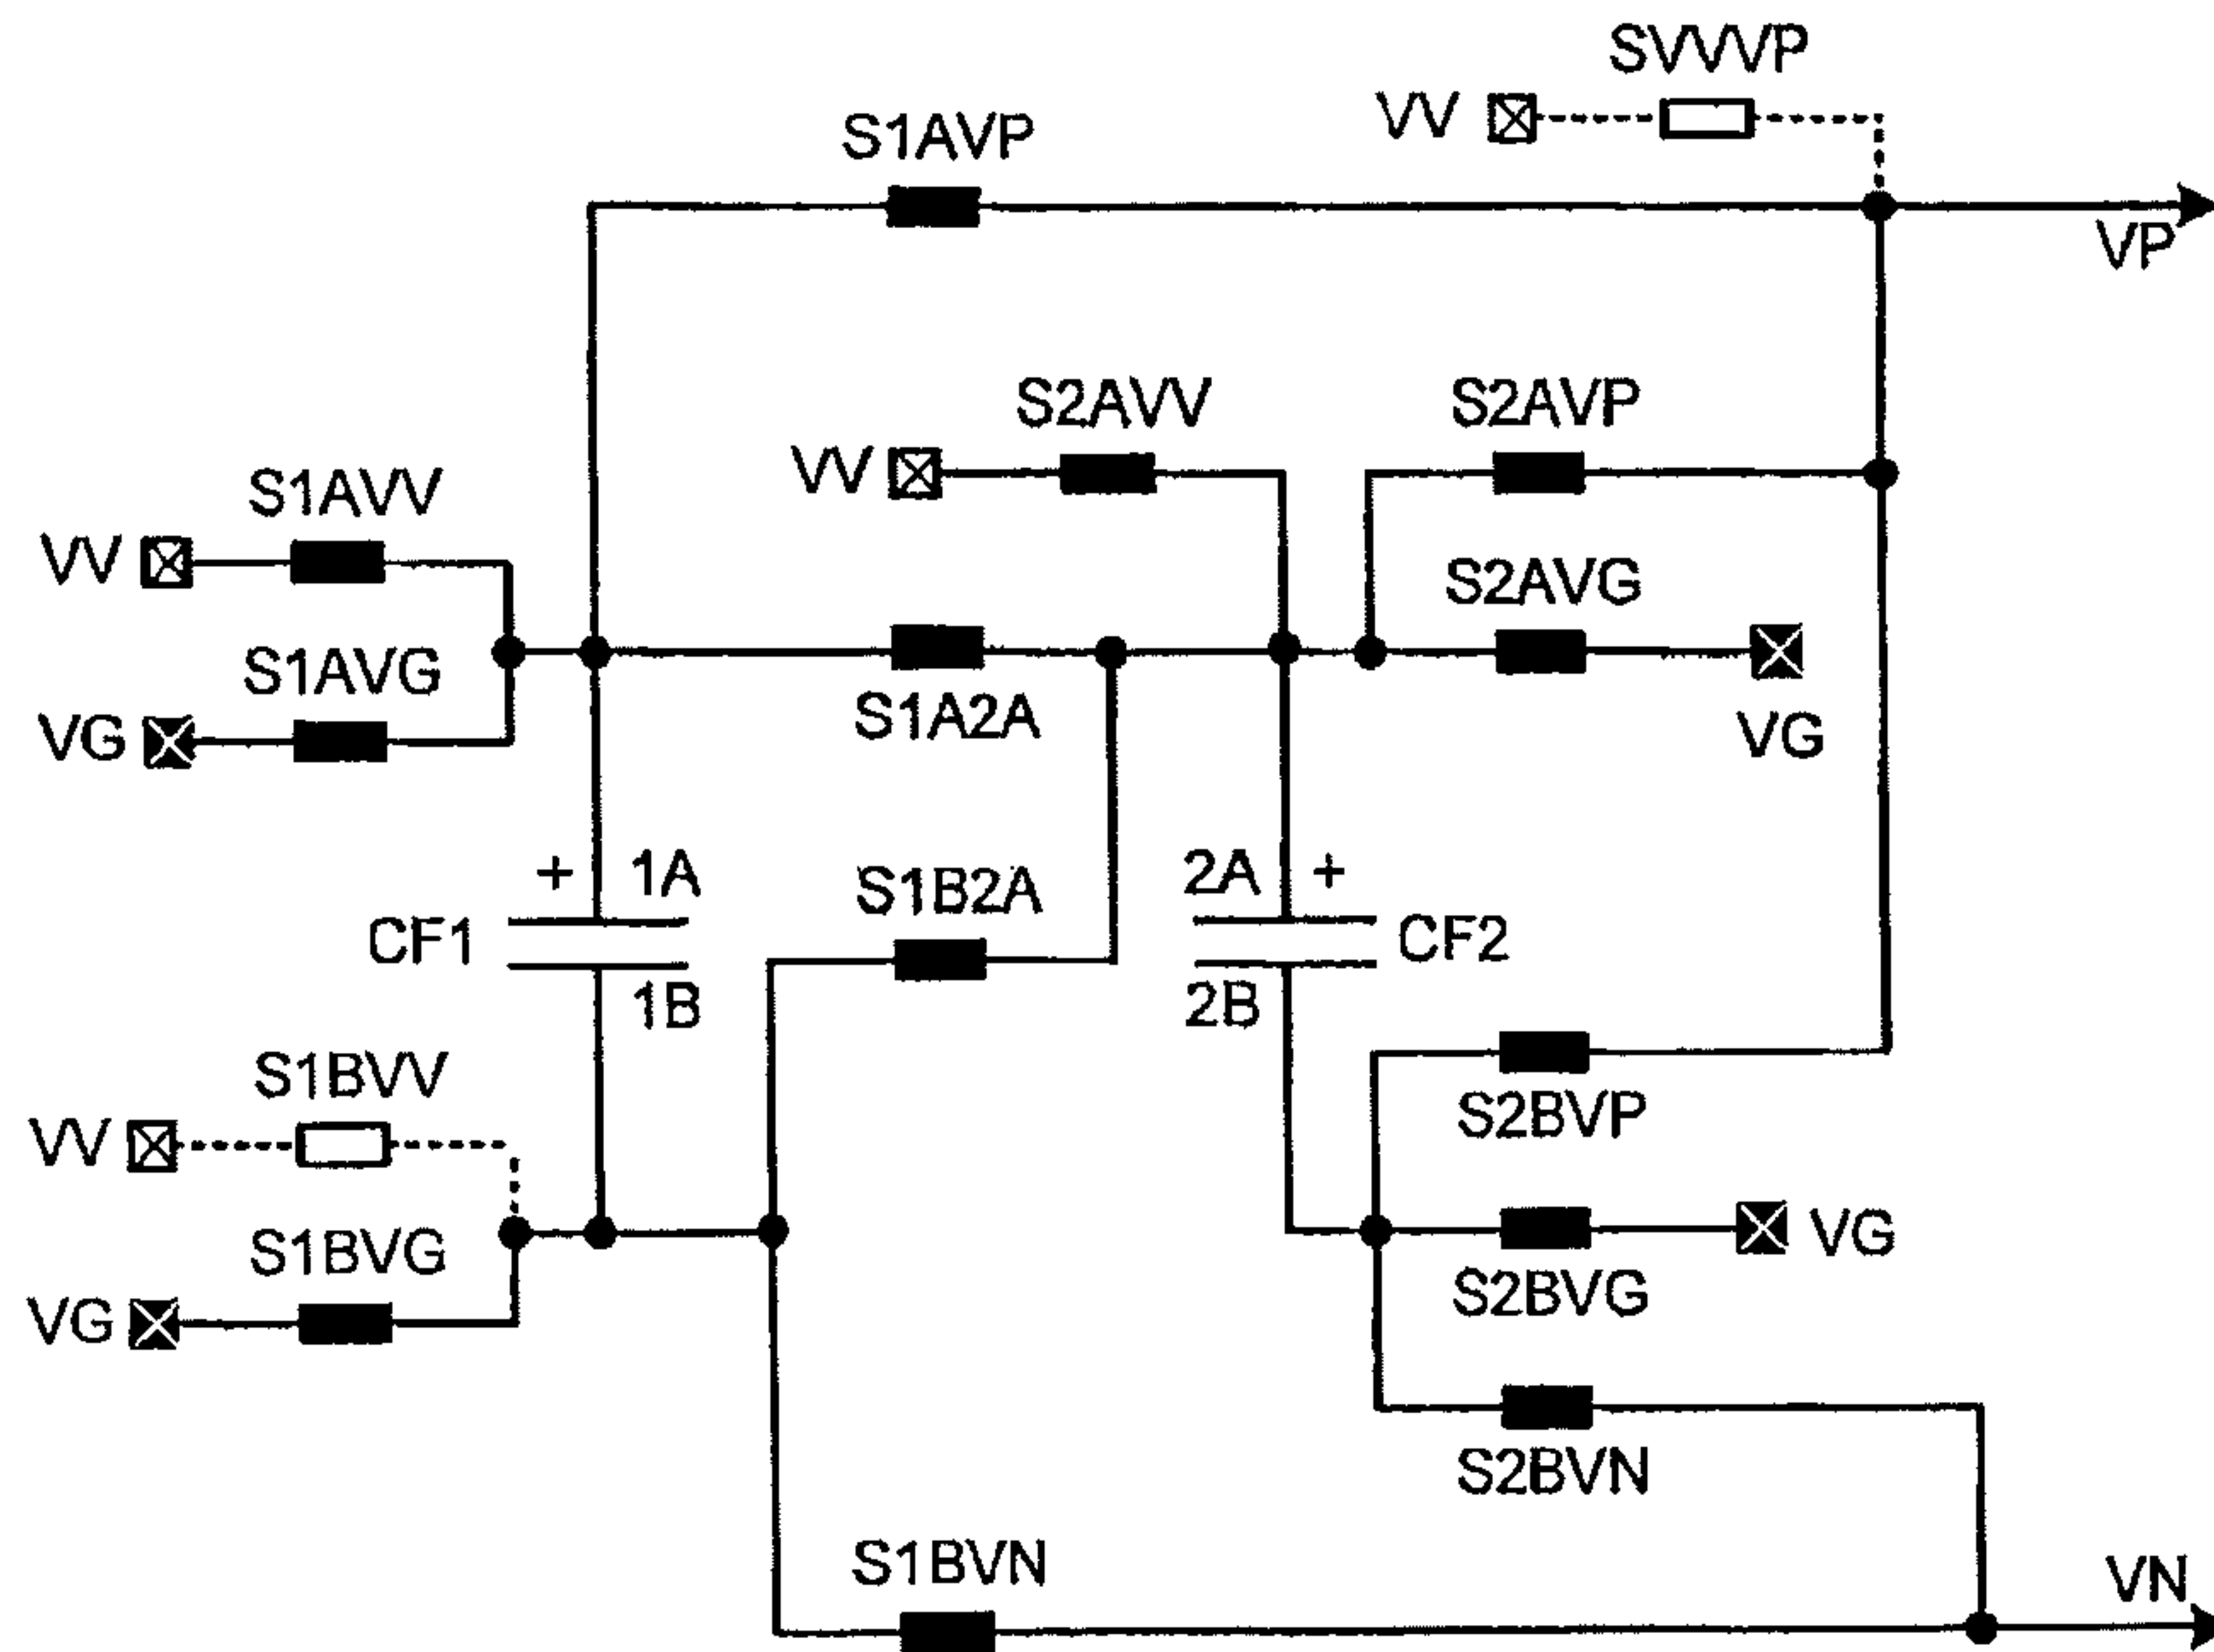 SVVVP
VV
S1AVP
VP
S2AVV
S2AVP
VV
S1AVV
VV
S2AVG
S1AVG
VG
S1A2A
VG
+ 1A
2A +
S1B2A
CF1
CF2
1B
2B
S1BVV
VV
S2BVP
S1BVG
VG
S2BVG
VG
S2BVN
S1BVN
VN